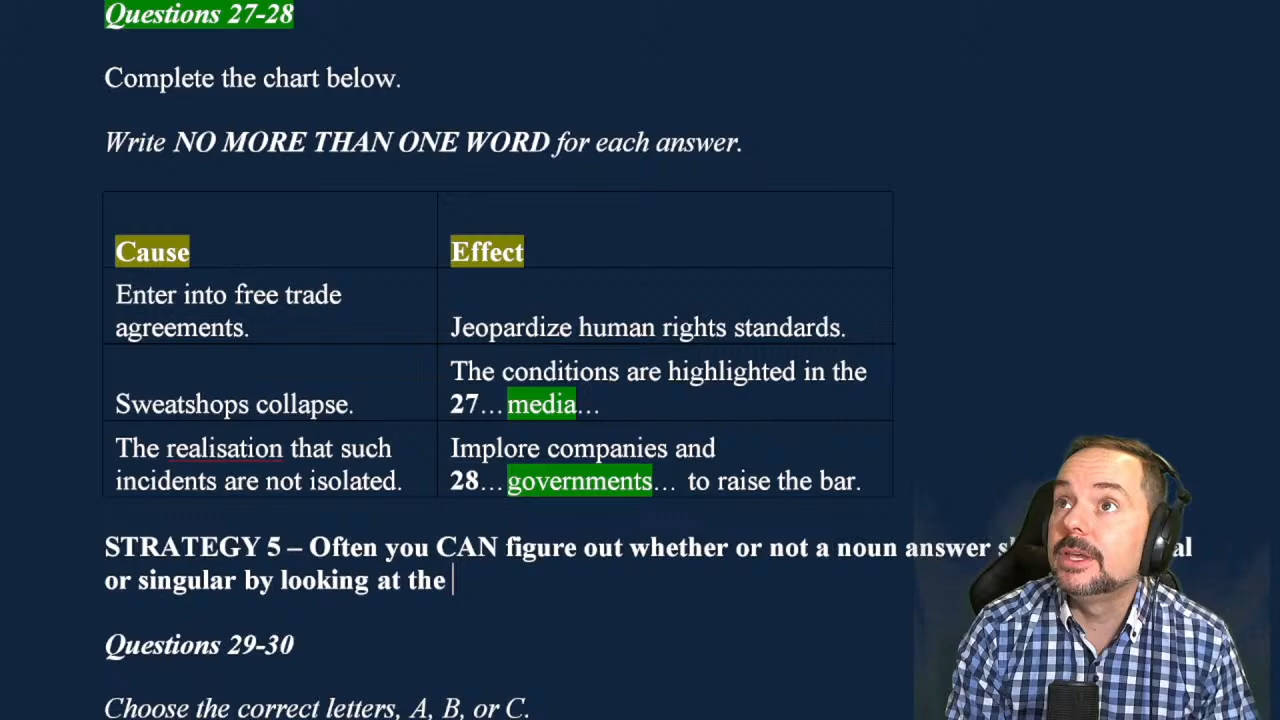 Questions 27-28
Complete the chart below.
Write NO MORE THAN ONE WORD for each answer.
Cause
Effect
Enter into free trade
agreements.
Jeopardize human rights standards.
Sweatshops collapse.
The conditions are highlighted in the
27... media...
The realisation that such
incidents are not isolated.
Implore companies and
28... governments... to raise the bar.
STRATEGY 5 – Often you CAN figure out whether or not a noun answer
or singular by looking at the
Questions 29-30
Choose the correct letters, A, B, or C.